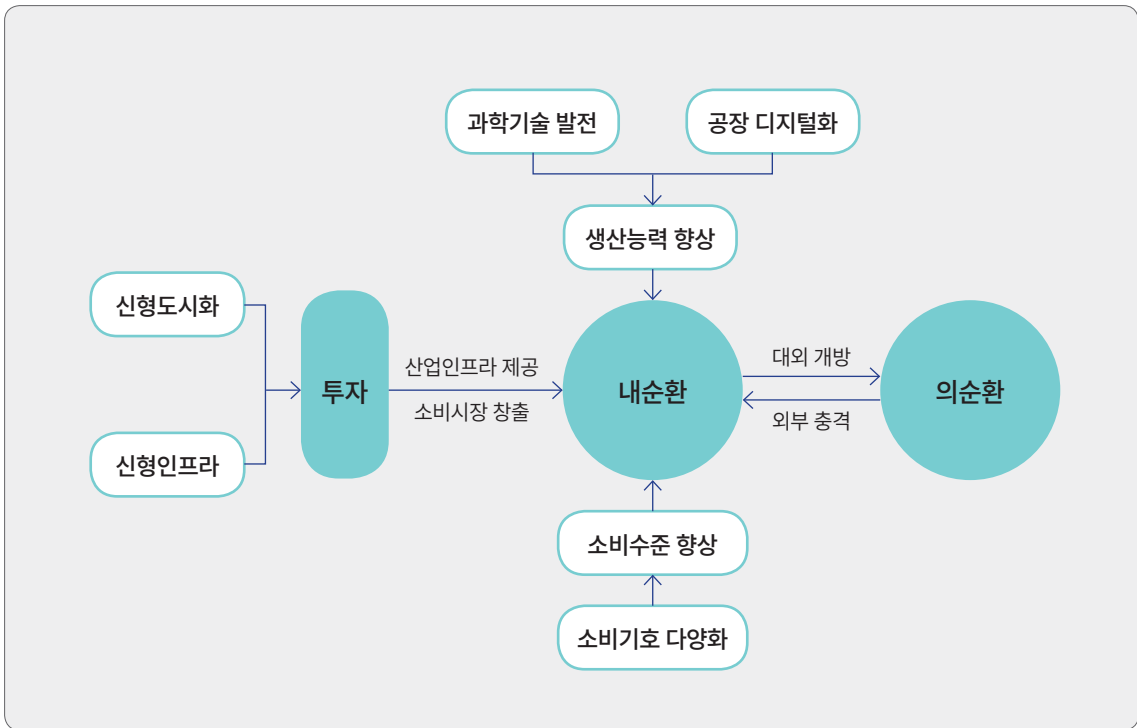 과학기술 발전
공장 디지털화
생산능력 향상
신형도시화
신형인프라
투자
산업인프라 제공
소비시장 창출
내순환
대외 개방
외부 충격
의순환
소비수준 향상
소비기호 다양화